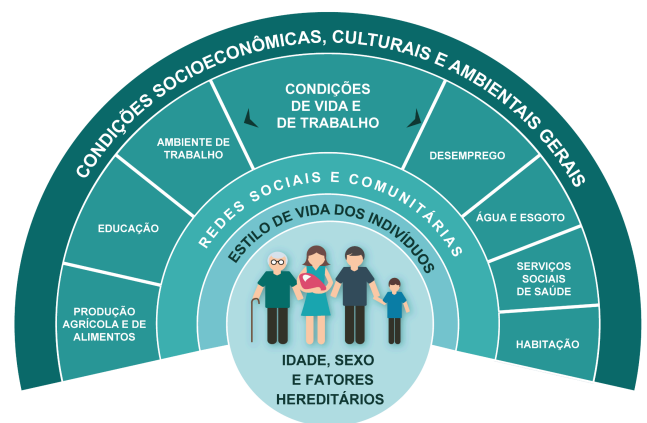 CONDIÇÕES SOCIOECONÔMICAS, CULTURAIS E AMBIENTAIS GERAIS
CONDIÇÕES
DE VIDA E
DE TRABALHO
AMBIENTE DE
TRABALHO
EDUCAÇÃO
PRODUÇÃO
AGRÍCOLA E DE
ALIMENTOS
DESEMPREGO
ÁGUA E ESGOTO
SERVIÇOS
SOCIAIS
DE SAÚDE
HABITAÇÃO
REDES SOCIAIS E COMUNITÁRIAS
ESTILO DE VIDA DOS INDIVÍDUOS
IDADE, SEXO
E FATORES
HEREDITÁRIOS